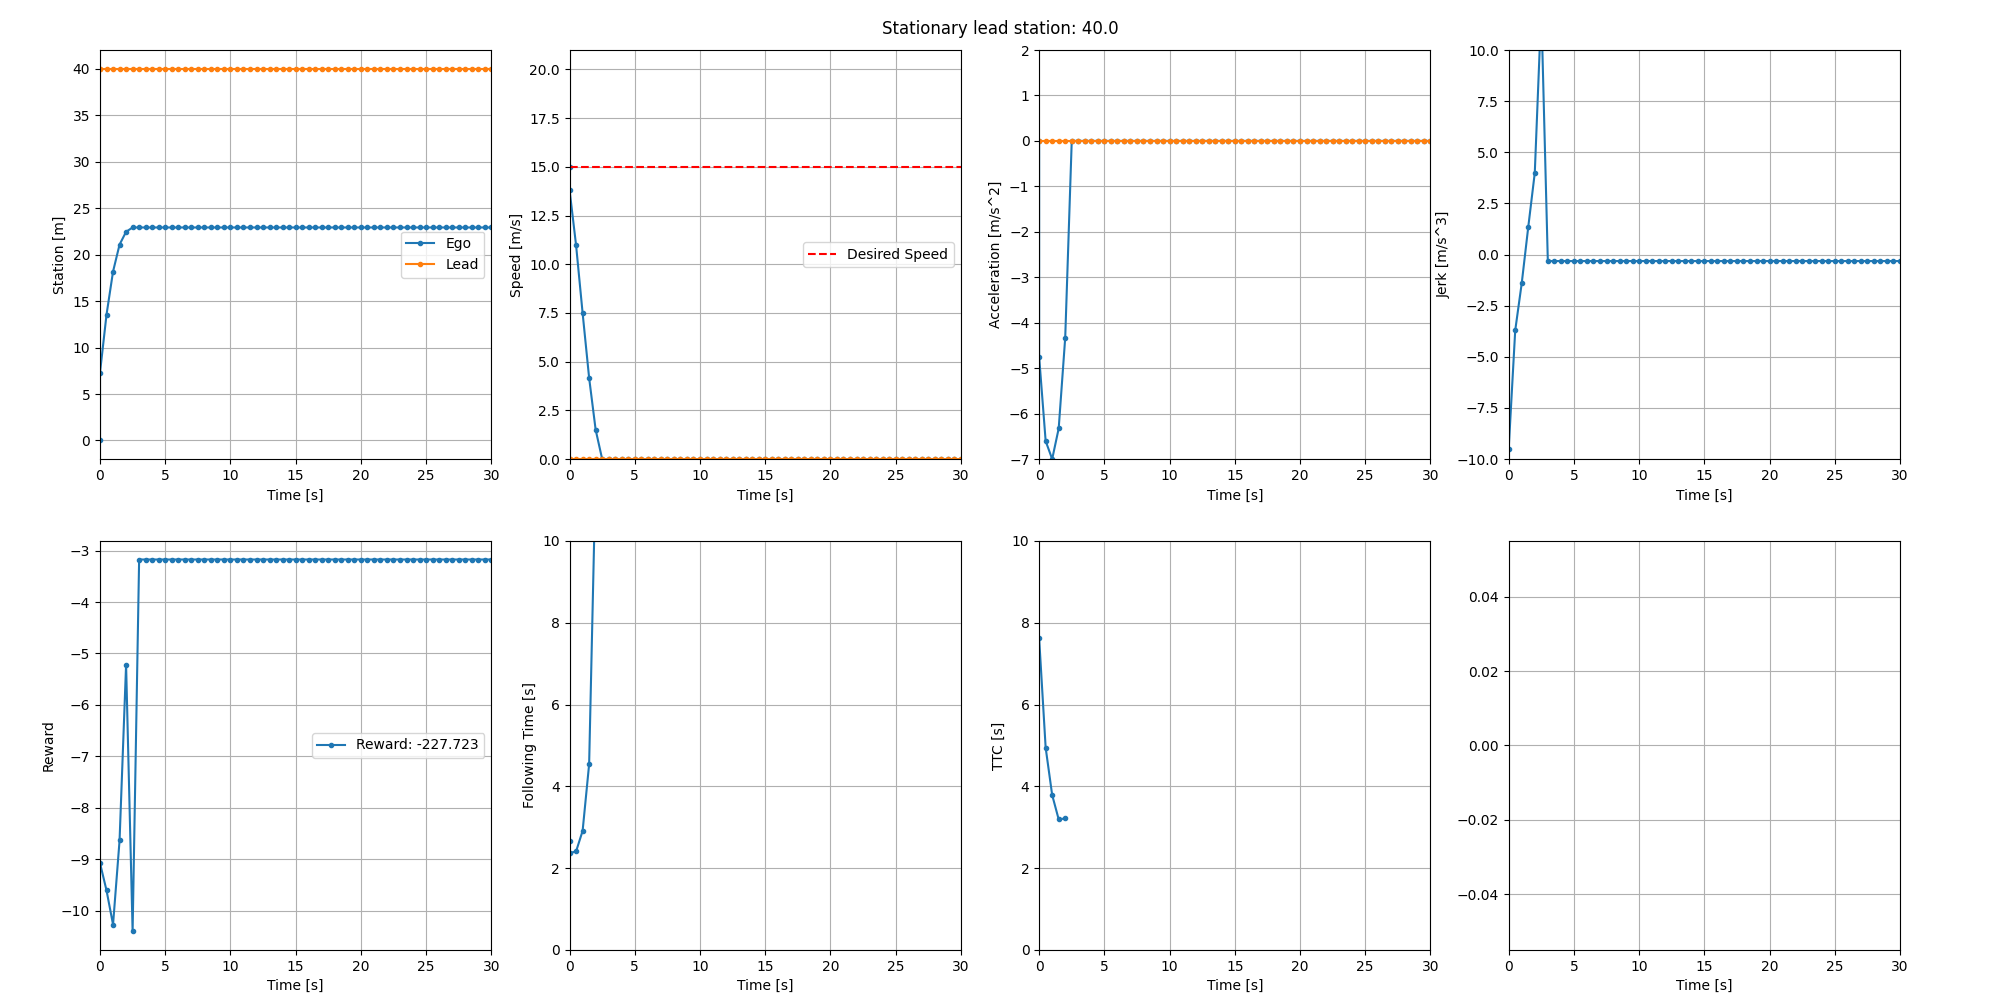 Stationary lead station: 40.0
Station [m]
40
35
30
25
20
15
10
5
0
Ego
Lead
0 5 10 15 20 25 30
Time [s]
Speed [m/s]
20.0
17.5
15.0
12.5
10.0
7.5
5.0
2.5
0.0
Desired Speed
0 5 10 15 20 25 30
Time [s]
Acceleration [m/s^2]
2
1
0
−1
−2
−3
−4
−5
−6
−7
0 5 10 15 20 25 30
Time [s]
Jerk [m/s^3]
10.0
7.5
5.0
2.5
0.0
−2.5
−5.0
−7.5
−10.0
0 5 10 15 20 25 30
Time [s]
Reward
−3
−4
−5
−6
−7
−8
−9
−10
Reward: -227.723
0 5 10 15 20 25 30
Time [s]
Following Time [s]
10
8
6
4
2
0
0 5 10 15 20 25 30
Time [s]
TTC [s]
10
8
6
4
2
0
0 5 10 15 20 25 30
Time [s]
0.04
0.02
0.00
−0.02
−0.04
0 5 10 15 20 25 30
Time [s]